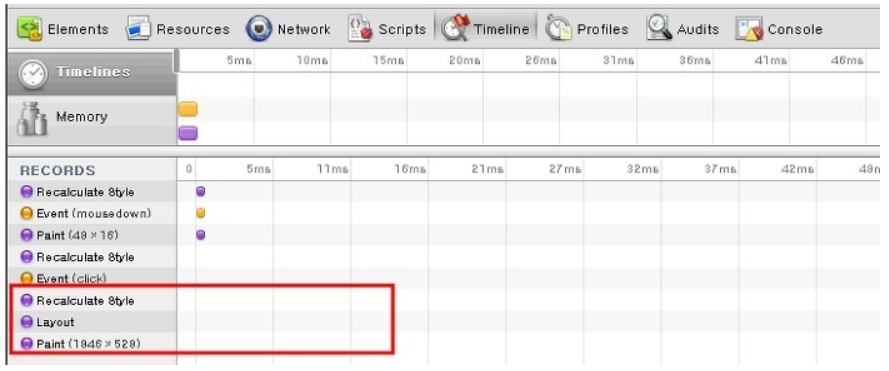 Elements Resources Network Scripts Timeline Profiles Audits Console
Timelines 5ms 10ms 15ms 20ms 26ms 31ms 36ms 41ms 46ms
Memory
RECORDS 0 5ms 11ms 16ms 21ms 27ms 32ms 37ms 42ms
Recalculate Style
Event (mousedown)
Paint (49 × 16)
Recalculate Style
Event (click)
Recalculate Style
Layout
Paint (1846 × 528)